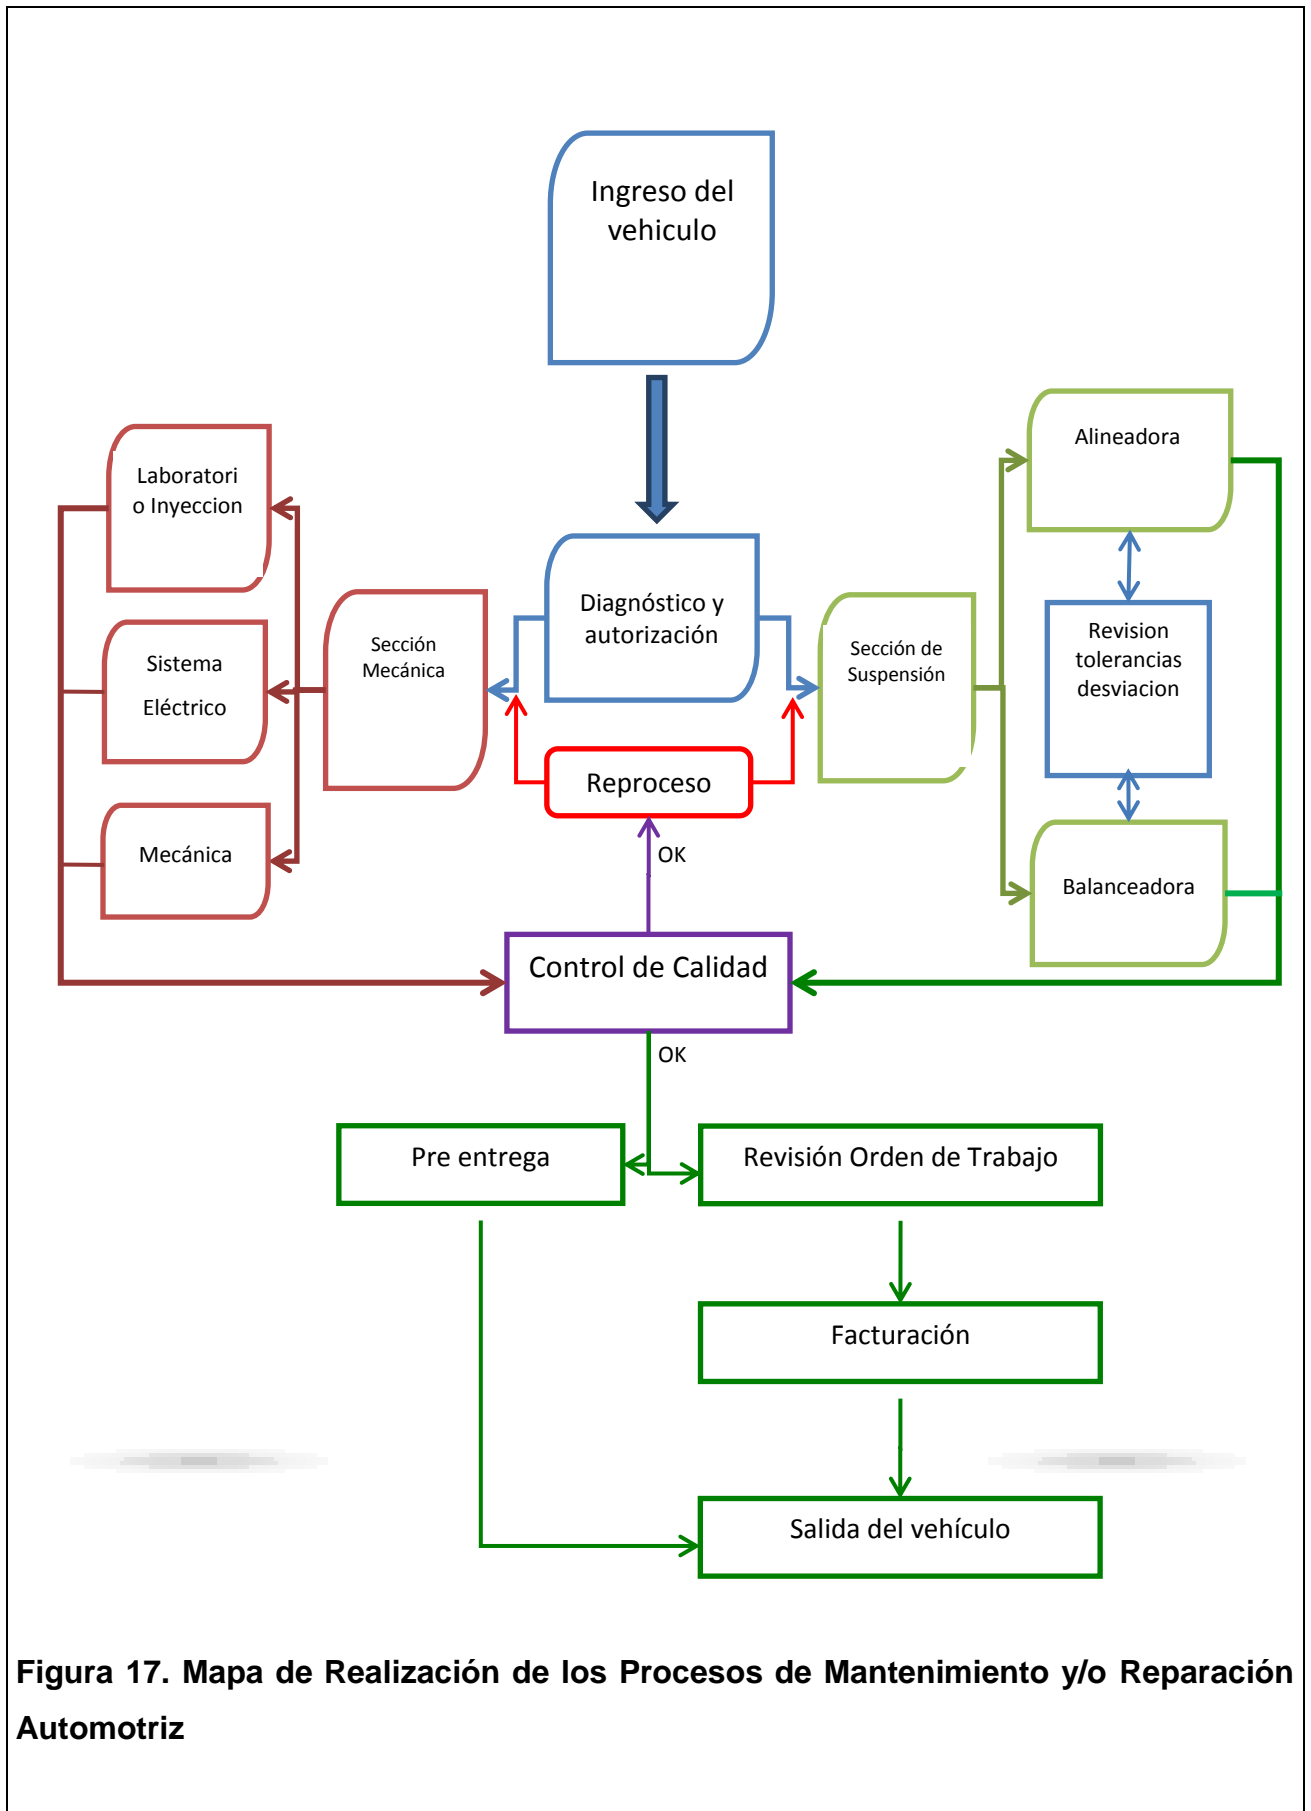 Ingreso del
vehiculo
Alineadora
Laboratori
o Inyeccion
Diagnóstico y
autorización
Revision
tolerancias
desviacion
Sección
Mecánica
Sección de
Suspensión
Sistema
Eléctrico
Reproceso
Mecánica
OK
Balanceadora
Control de Calidad
OK
Pre entrega
Revisión Orden de Trabajo
Facturación
Salida del vehículo
Figura 17. Mapa de Realización de los Procesos de Mantenimiento y/o Reparación
Automotriz